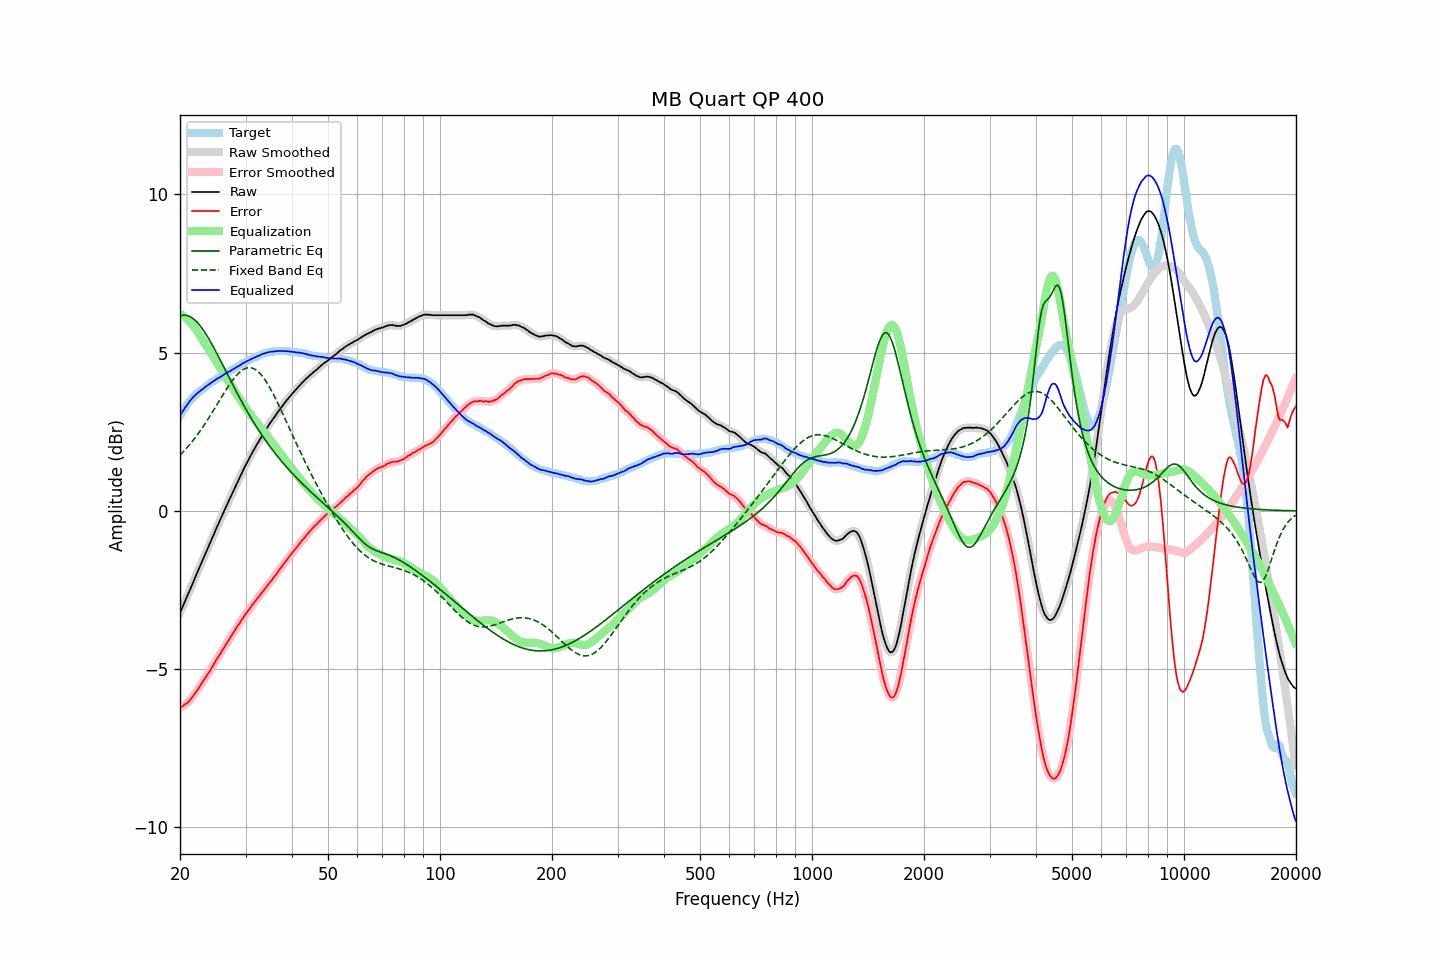 MB Quart QP 400
Target
Raw Smoothed
Error Smoothed
Raw
Error
Equalization
Parametric Eq
Fixed Band Eq
Equalized
Amplitude (dBr)
10
5
0
−5
−10
20 50 100 200 500 1000 2000 5000 10000 20000
Frequency (Hz)